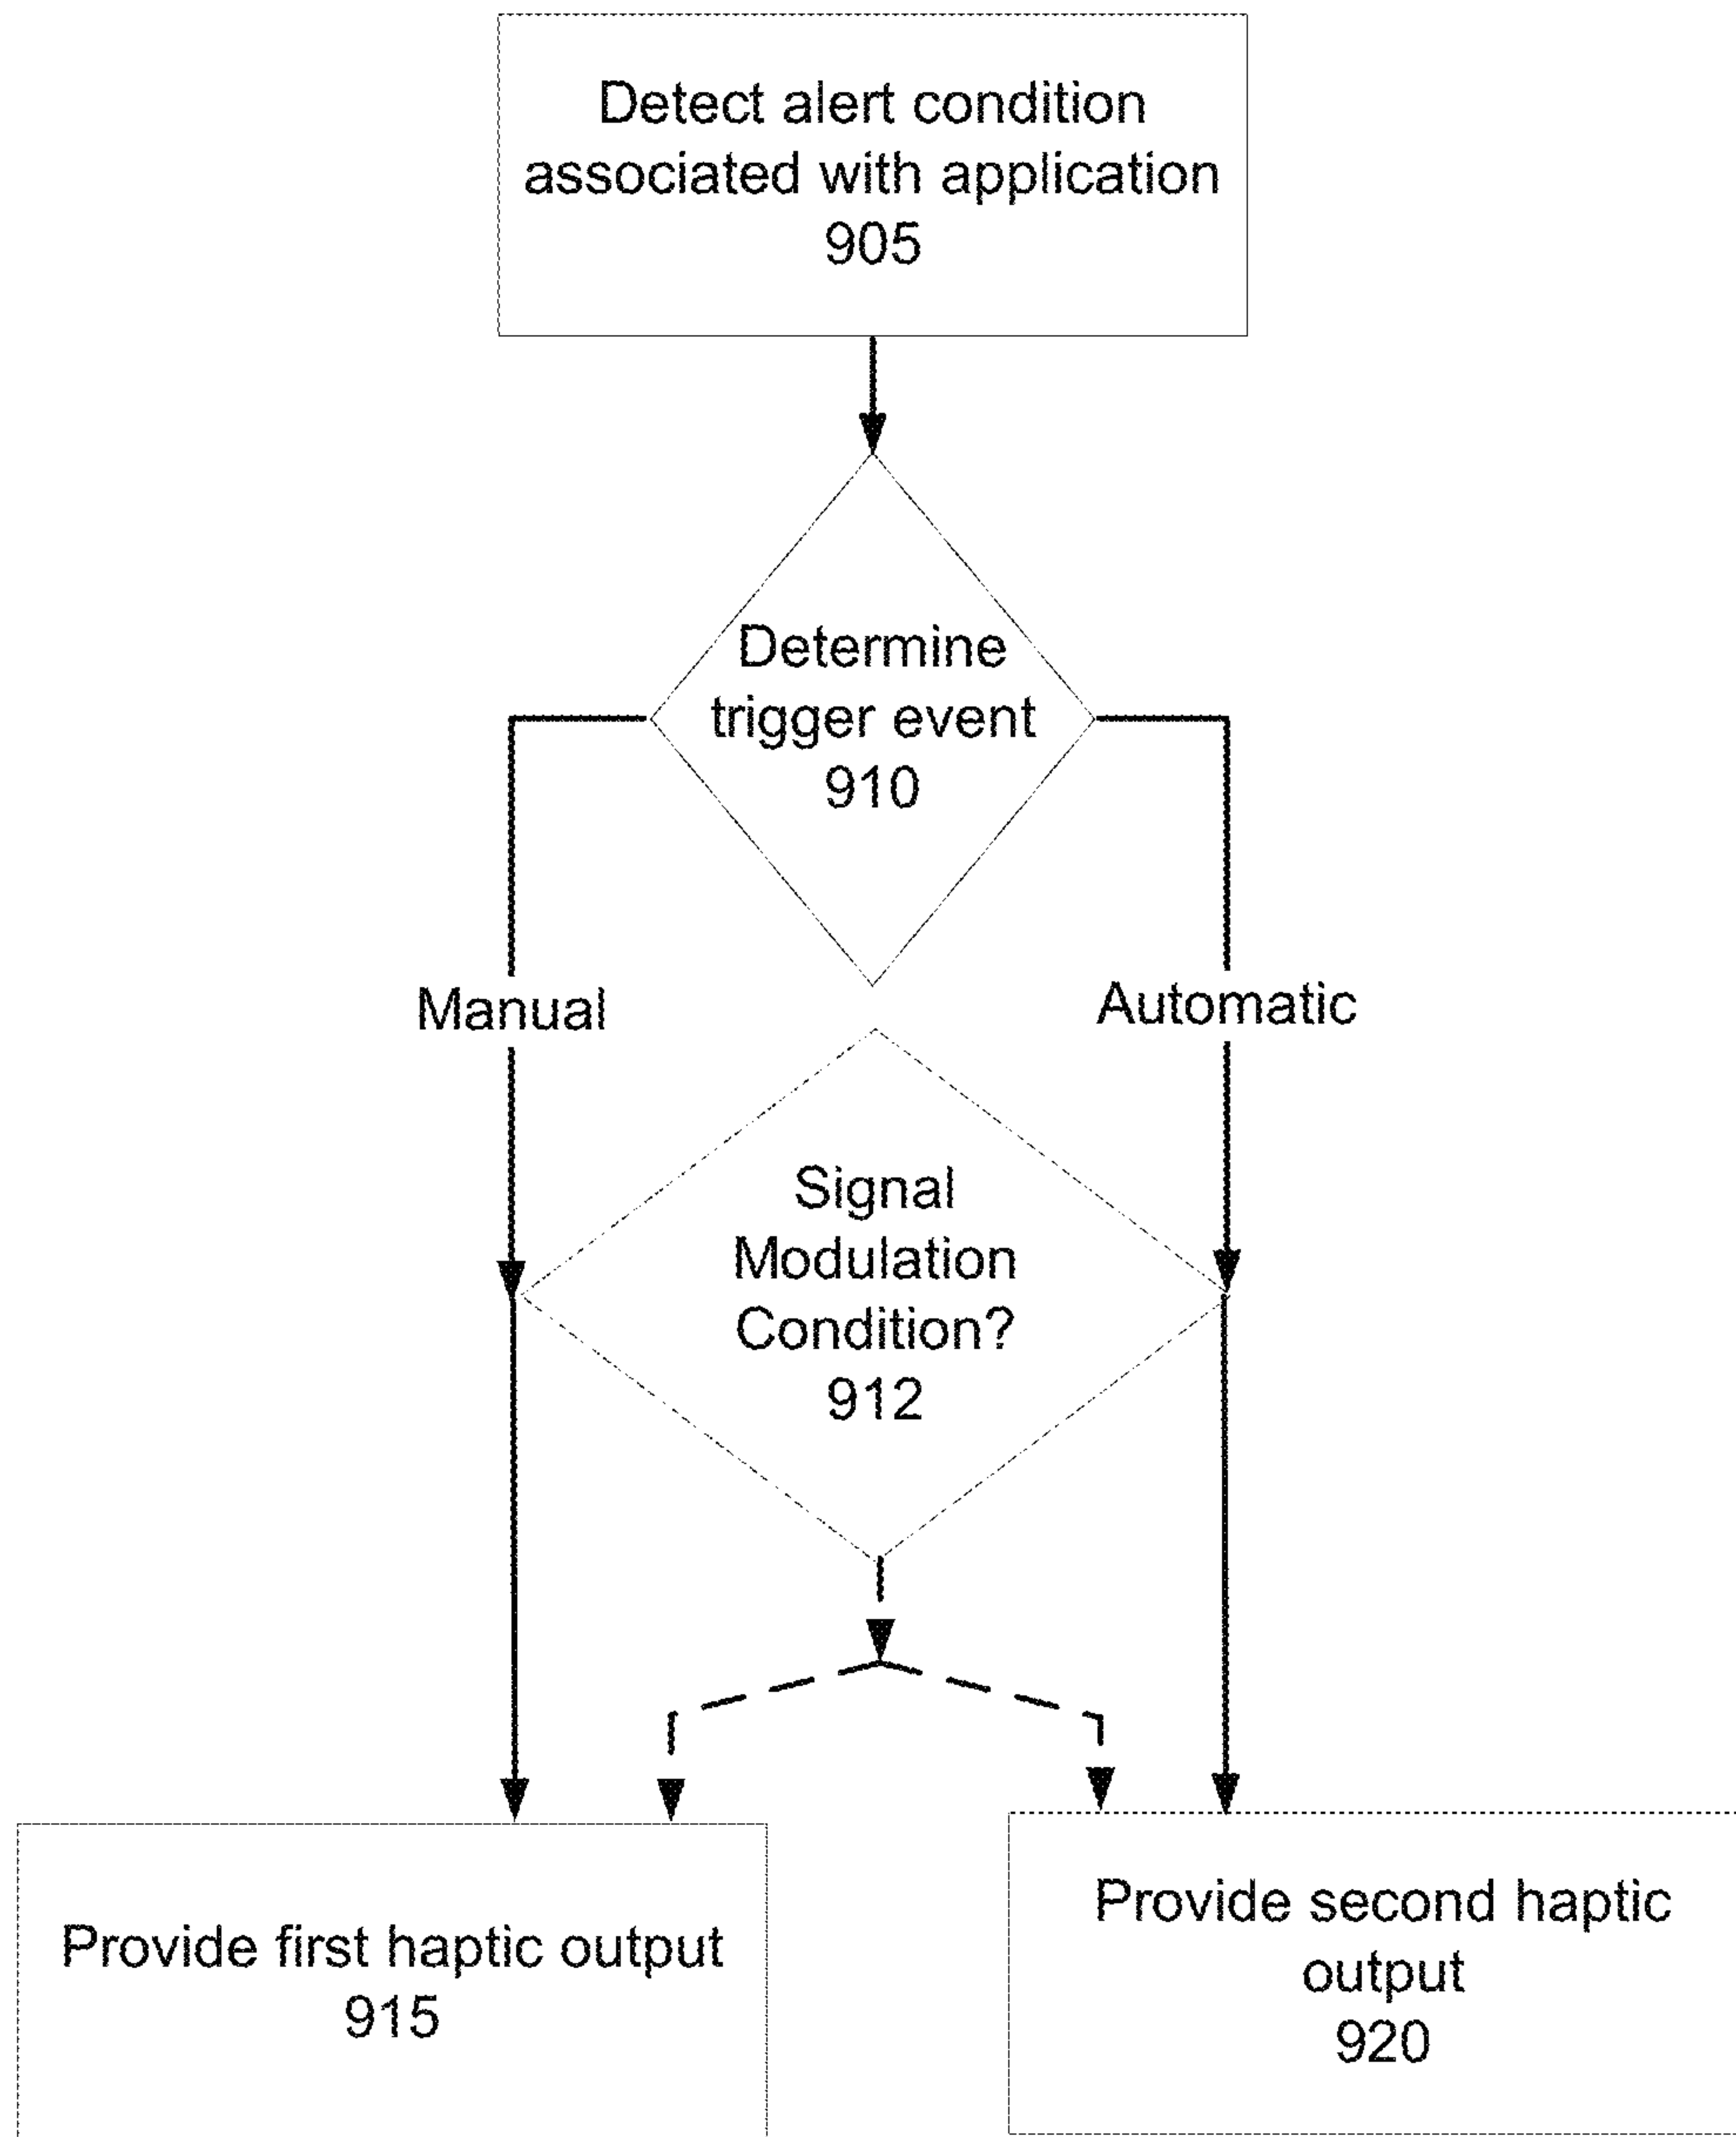 Detect alert condition
associated with application
905
Determine
trigger event
910
Manual
Automatic
Signal
Modulation
Condition?
912
Provide first haptic output
915
Provide second haptic
output
920